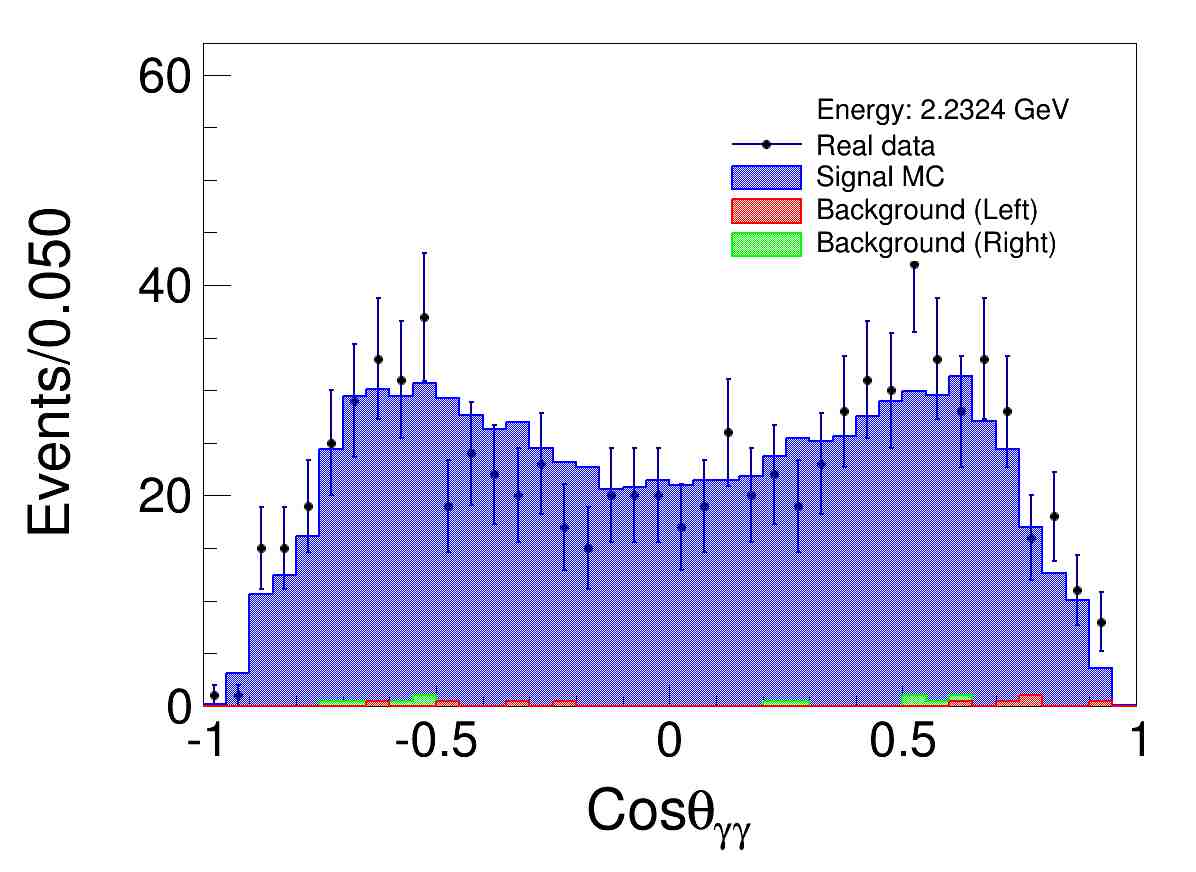 60
40
20
0
Events/0.050
Energy: 2.2324 GeV
Real data
Signal MC
Background (Left)
Background (Right)
-1 -0.5 0 0.5 1
Cosθγγ